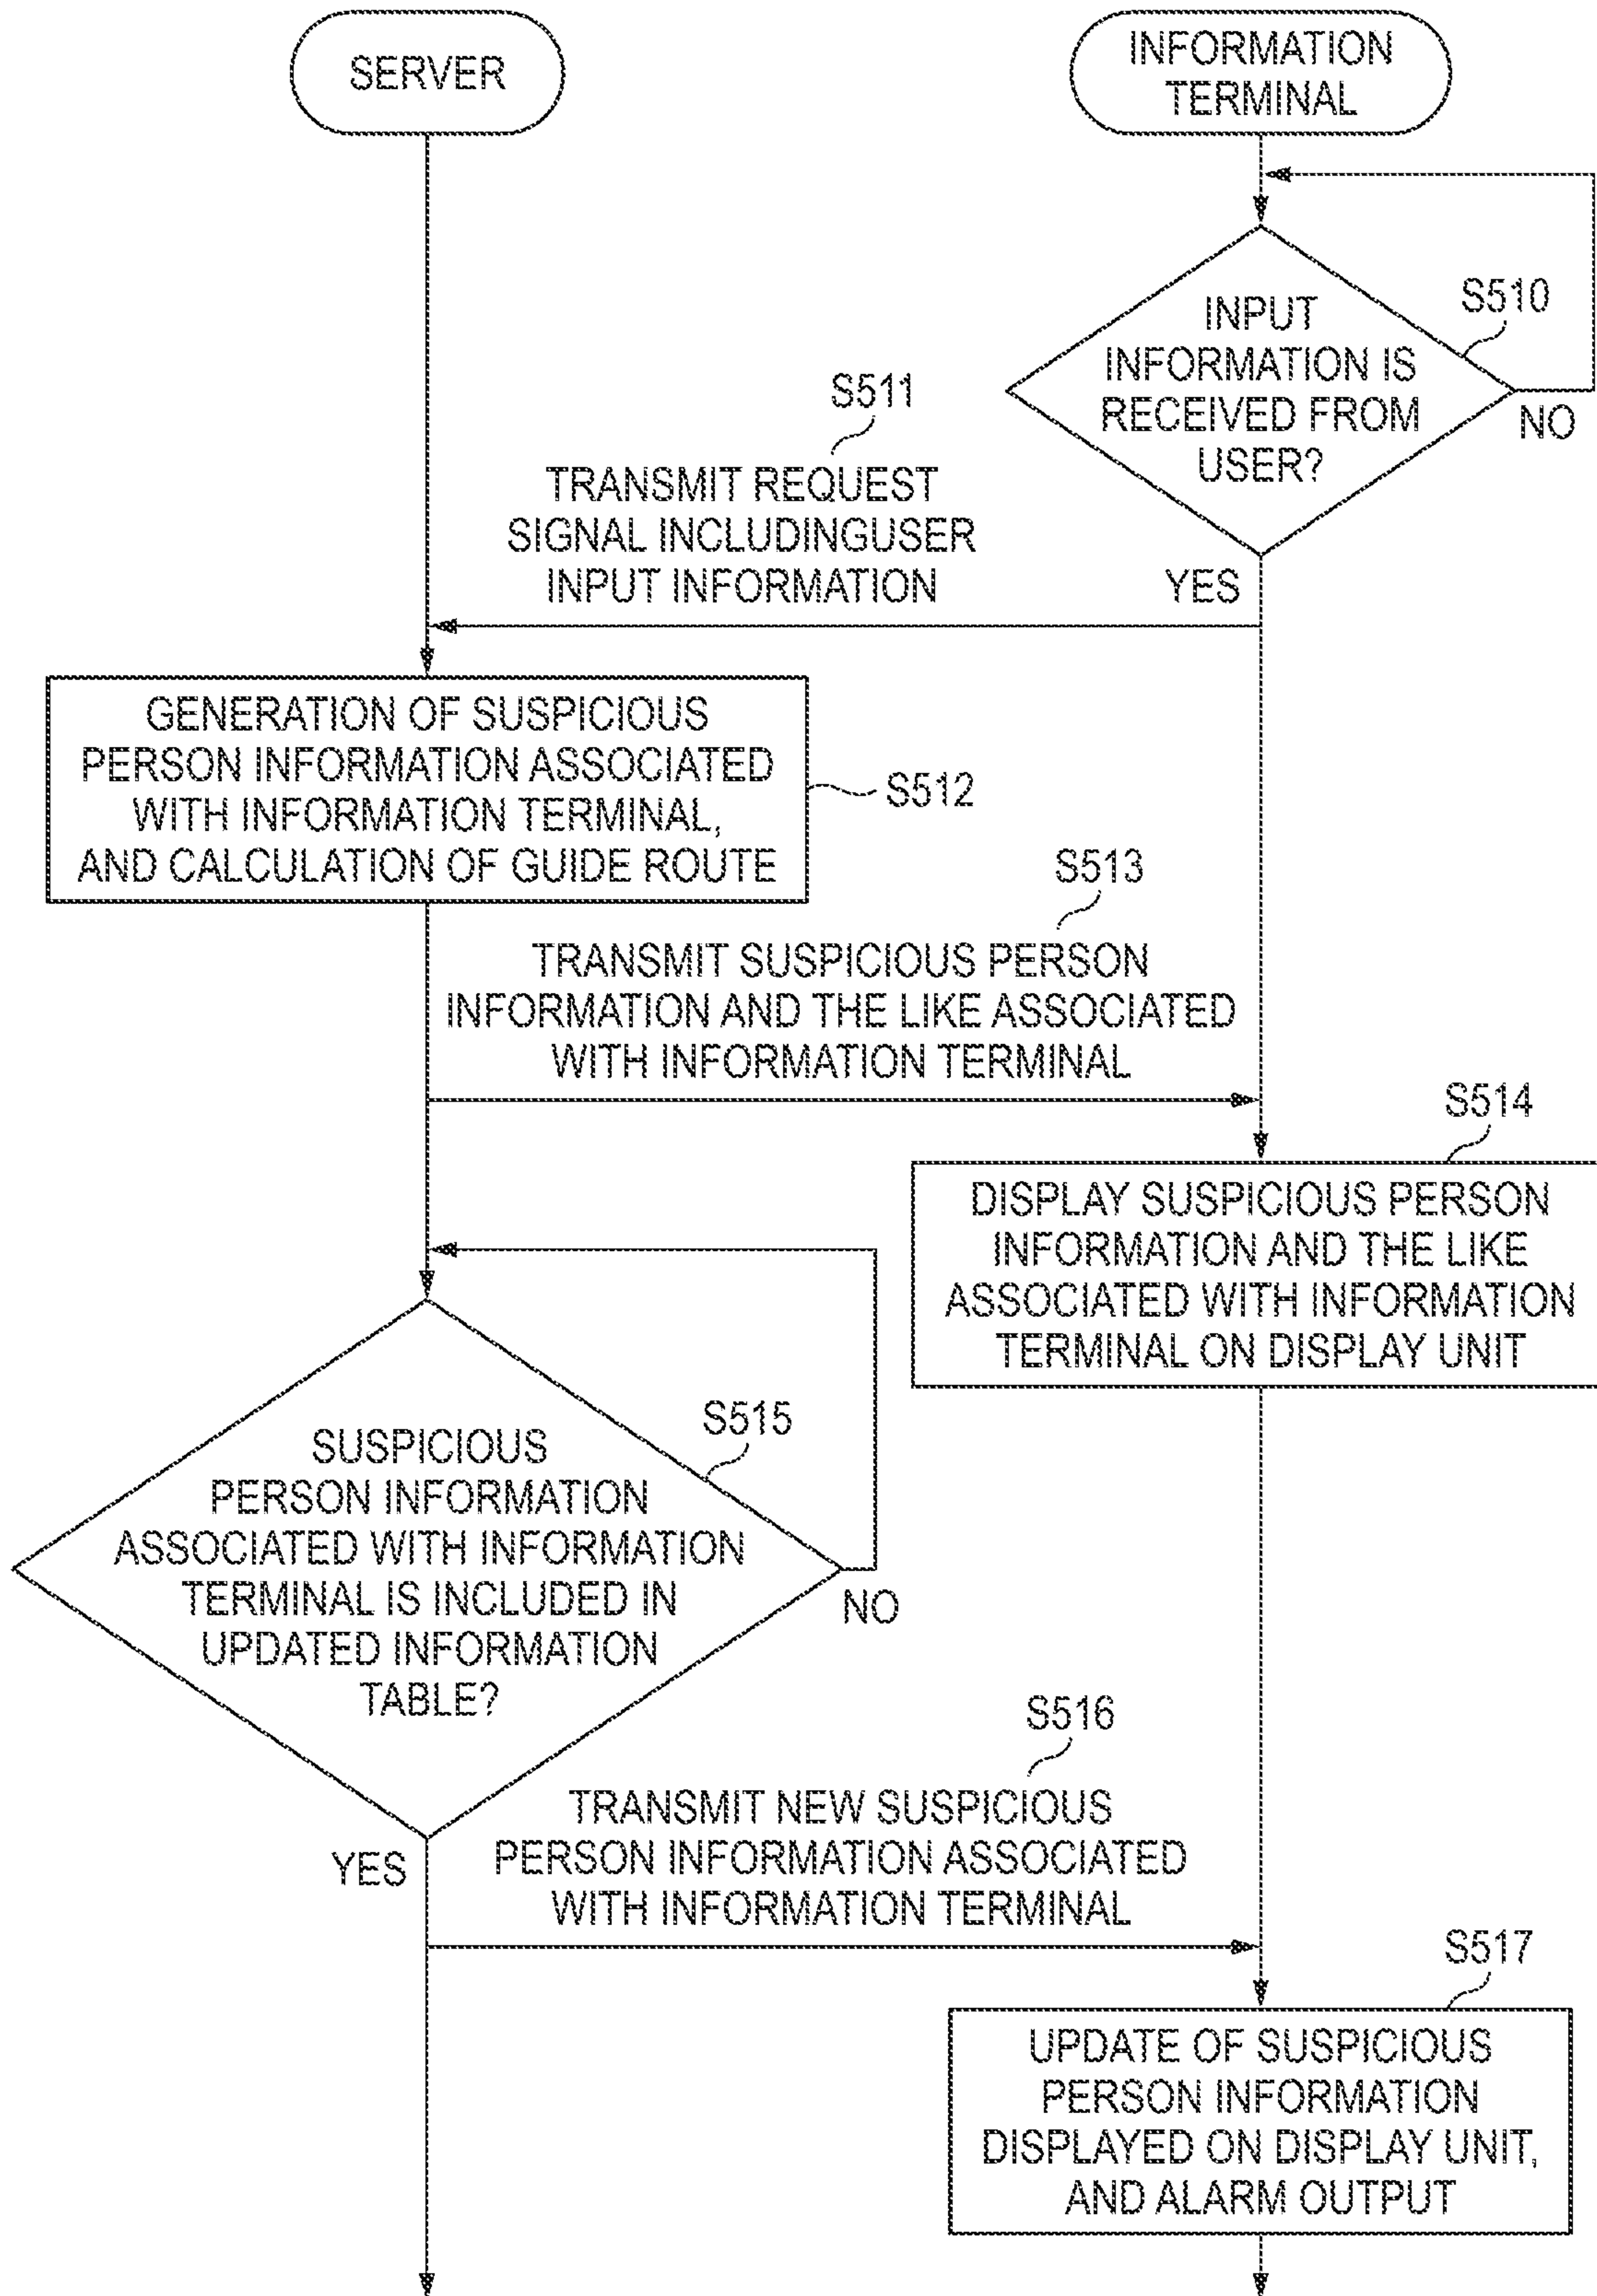 SERVER
INFORMATION
TERMINAL
S510
INPUT
INFORMATION IS
RECEIVED FROM
USER?
NO
YES
S511
TRANSMIT REQUEST
SIGNAL INCLUDINGUSER
INPUT INFORMATION
GENERATION OF SUSPICIOUS
PERSON INFORMATION ASSOCIATED
WITH INFORMATION TERMINAL,
AND CALCULATION OF GUIDE ROUTE
S512
S513
TRANSMIT SUSPICIOUS PERSON
INFORMATION AND THE LIKE ASSOCIATED
WITH INFORMATION TERMINAL
S514
DISPLAY SUSPICIOUS PERSON
INFORMATION AND THE LIKE
ASSOCIATED WITH INFORMATION
TERMINAL ON DISPLAY UNIT
S515
SUSPICIOUS
PERSON INFORMATION
ASSOCIATED WITH INFORMATION
TERMINAL IS INCLUDED IN
UPDATED INFORMATION
TABLE?
NO
YES
S516
TRANSMIT NEW SUSPICIOUS
PERSON INFORMATION ASSOCIATED
WITH INFORMATION TERMINAL
S517
UPDATE OF SUSPICIOUS
PERSON INFORMATION
DISPLAYED ON DISPLAY UNIT,
AND ALARM OUTPUT